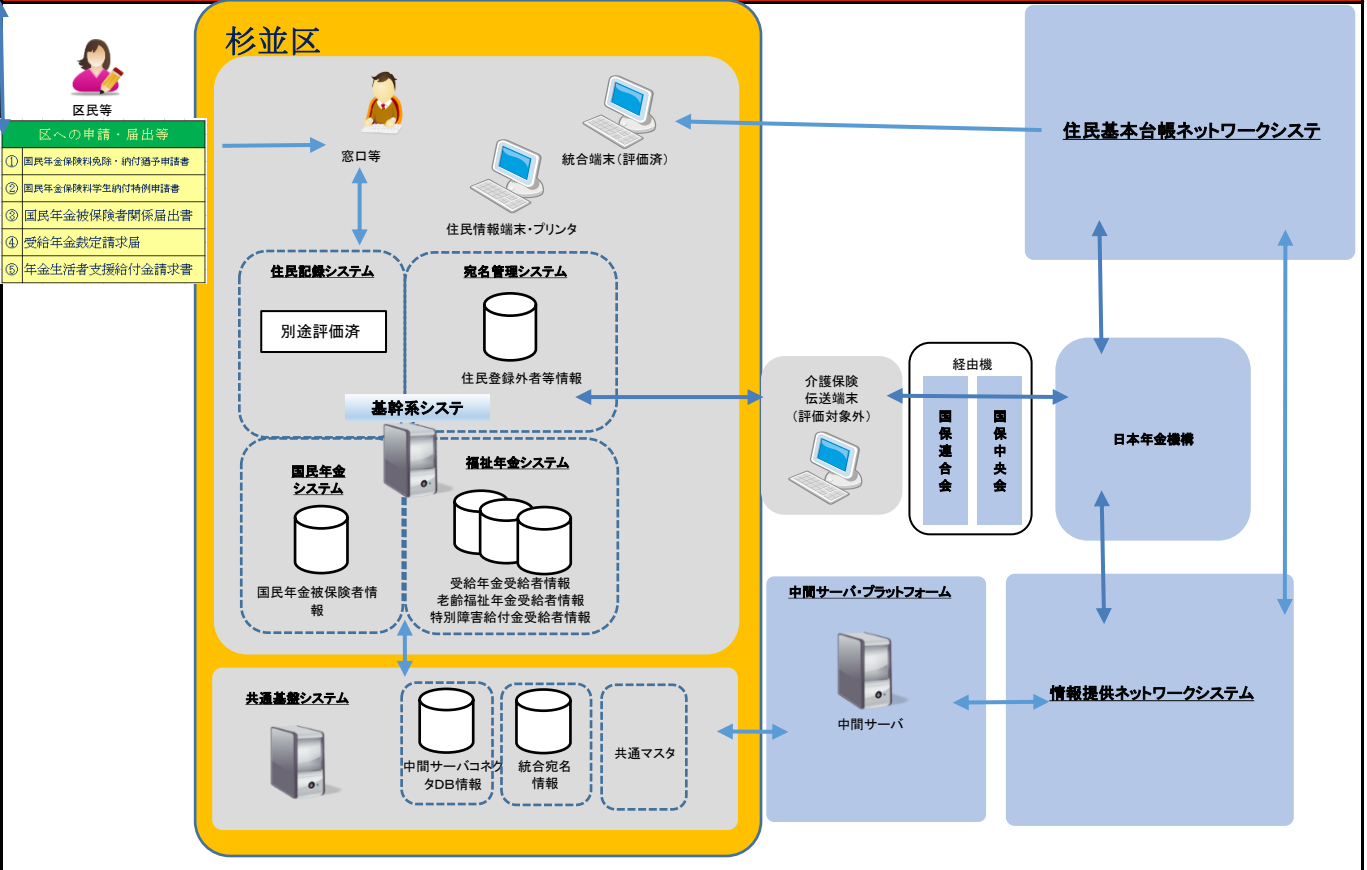 杉並区
区民等
区への申請・届出等
① 国民年金保険料免除・納付猶予申請書
② 国民年金保険料学生納付特例申請書
③ 国民年金被保険者関係届出書
④ 受給年金裁定請求届
⑤ 年金生活者支援給付金請求書
窓口等
統合端末(評価済)
住民情報端末・プリンタ
住民記録システム
別途評価済
宛名管理システム
住民登録外者等情報
基幹系システ
国民年金
システム
国民年金被保険者情
報
福祉年金システム
受給年金受給者情報
老齢福祉年金受給者情報
特別障害給付金受給者情報
共通基盤システム
中間サーバコネク
タDB情報
統合宛名
情報
共通マスタ
住民基本台帳ネットワークシステ
介護保険
伝送端末
(評価対象外)
経由機
国保連合会
国保中央会
日本年金機構
中間サーバ・プラットフォーム
中間サーバ
情報提供ネットワークシステム